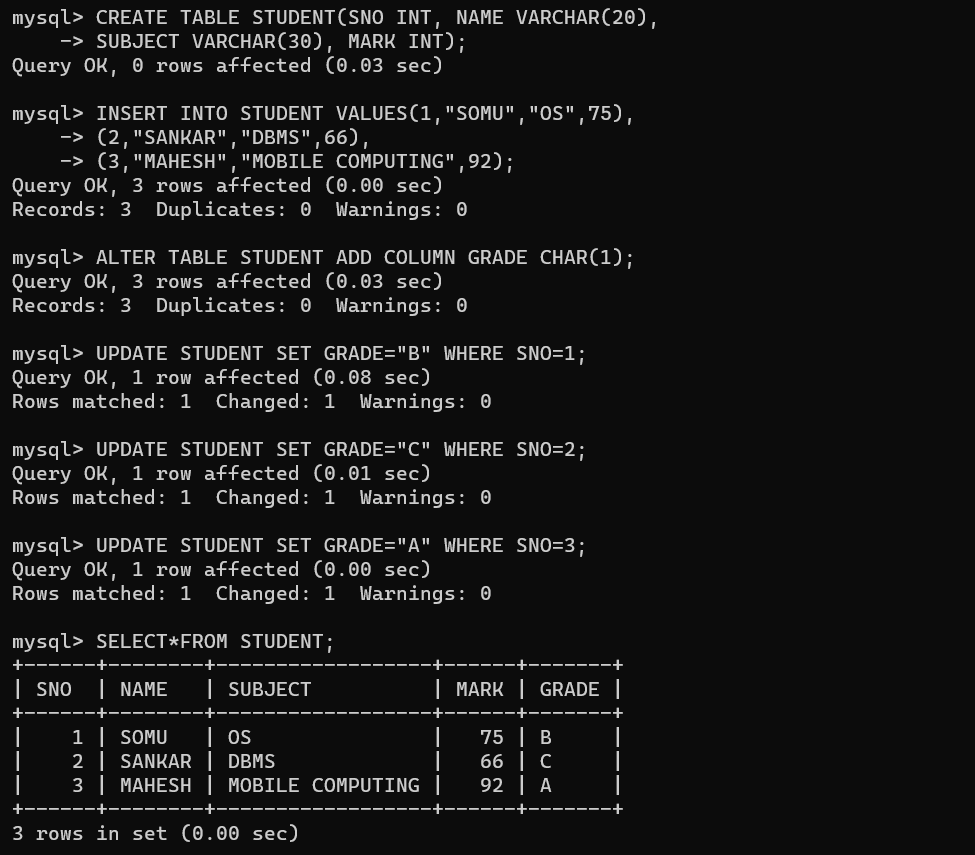 mysql> CREATE TABLE STUDENT(SNO INT, NAME VARCHAR(20),
    -> SUBJECT VARCHAR(30), MARK INT);
Query OK, 0 rows affected (0.03 sec)

mysql> INSERT INTO STUDENT VALUES(1,"SOMU","OS",75),
    -> (2,"SANKAR","DBMS",66),
    -> (3,"MAHESH","MOBILE COMPUTING",92);
Query OK, 3 rows affected (0.00 sec)
Records: 3  Duplicates: 0  Warnings: 0

mysql> ALTER TABLE STUDENT ADD COLUMN GRADE CHAR(1);
Query OK, 3 rows affected (0.03 sec)
Records: 3  Duplicates: 0  Warnings: 0

mysql> UPDATE STUDENT SET GRADE="B" WHERE SNO=1;
Query OK, 1 row affected (0.08 sec)
Rows matched: 1  Changed: 1  Warnings: 0

mysql> UPDATE STUDENT SET GRADE="C" WHERE SNO=2;
Query OK, 1 row affected (0.01 sec)
Rows matched: 1  Changed: 1  Warnings: 0

mysql> UPDATE STUDENT SET GRADE="A" WHERE SNO=3;
Query OK, 1 row affected (0.00 sec)
Rows matched: 1  Changed: 1  Warnings: 0

mysql> SELECT*FROM STUDENT;
+------+--------+------------------+------+-------+
| SNO  | NAME   | SUBJECT          | MARK | GRADE |
+------+--------+------------------+------+-------+
|    1 | SOMU   | OS               |   75 | B     |
|    2 | SANKAR | DBMS             |   66 | C     |
|    3 | MAHESH | MOBILE COMPUTING |   92 | A     |
+------+--------+------------------+------+-------+
3 rows in set (0.00 sec)